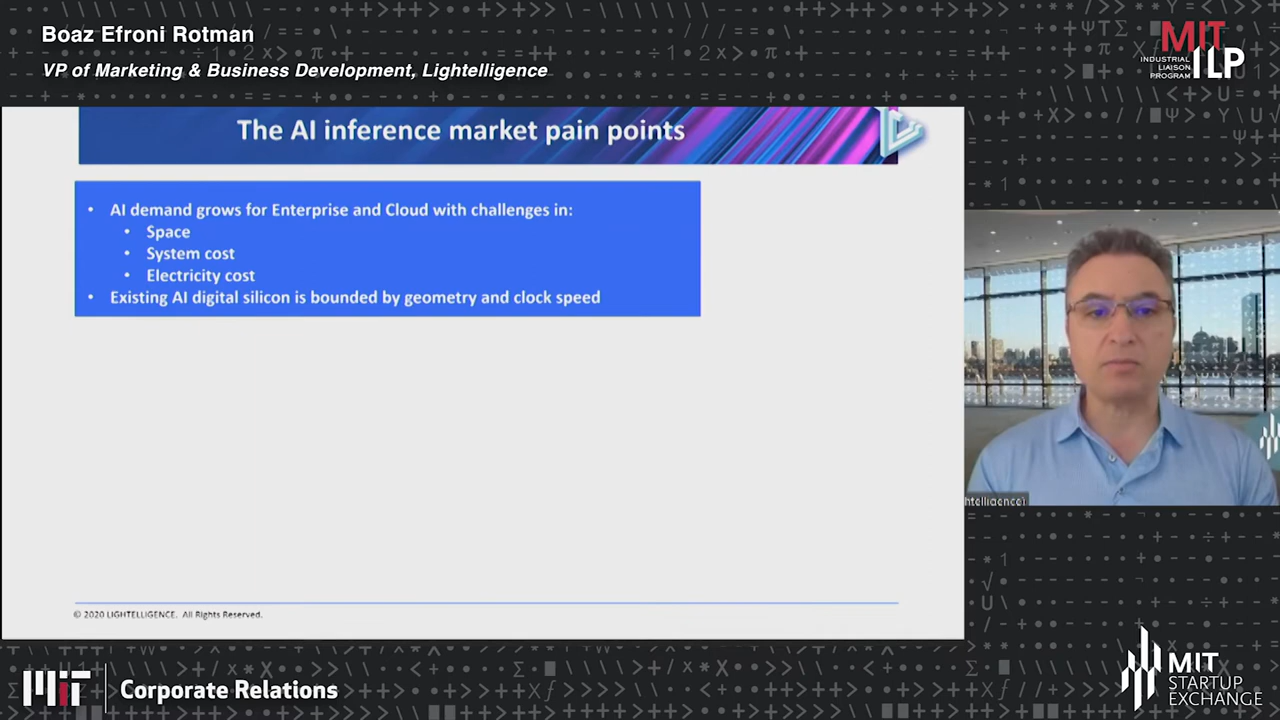 Boaz Efroni Rotman
VP of Marketing & Business Development, Lightelligence
MIT
INDUSTRIAL
LIAISON
PROGRAM
ILP
The AI inference market pain points
• AI demand grows for Enterprise and Cloud with challenges in:
• Space
• System cost
• Electricity cost
• Existing AI digital silicon is bounded by geometry and clock speed
htelligence)
© 2020 LIGHTELLIGENCE. All Rights Reserved.
MIT
Corporate Relations
MIT
STARTUP
EXCHANGE